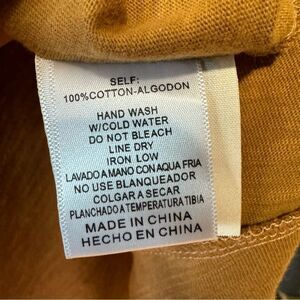 SELF:
100%COTTON-ALGODON
HAND WASH
W/COLD WATER
DO NOT BLEACH
LINE DRY
IRON LOW
LAVADO A MANO CON AQUA FRIA
NO USE BLANQUEADOR
COLGAR A SECAR
PLANCHADO A TEMPERATURA TIBIA
MADE IN CHINA
HECHO EN CHINA